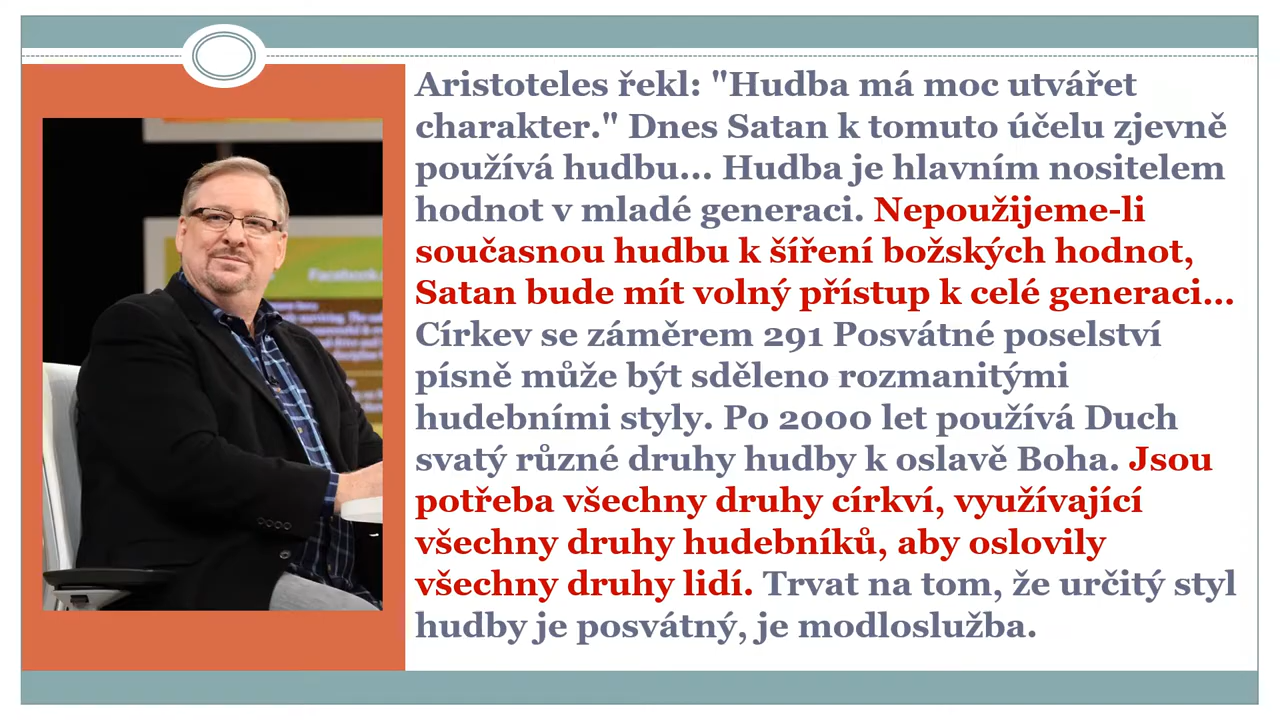 Aristoteles řekl: "Hudba má moc utvářet
charakter." Dnes Satan k tomuto účelu zjevně
používá hudbu... Hudba je hlavním nositelem
hodnot v mladé generaci. Nepoužijeme-li
současnou hudbu k šíření božských hodnot,
Satan bude mít volný přístup k celé generaci...
Církev se záměrem 291 Posvátné poselství
písně může být sděleno rozmanitými
hudebními styly. Po 2000 let používá Duch
svatý různé druhy hudby k oslavě Boha. Jsou
potřeba všechny druhy církví, využívající
všechny druhy hudebníků, aby oslovily
všechny druhy lidí. Trvat na tom, že určitý styl
hudby je posvátný, je modloslužba.
Facebook